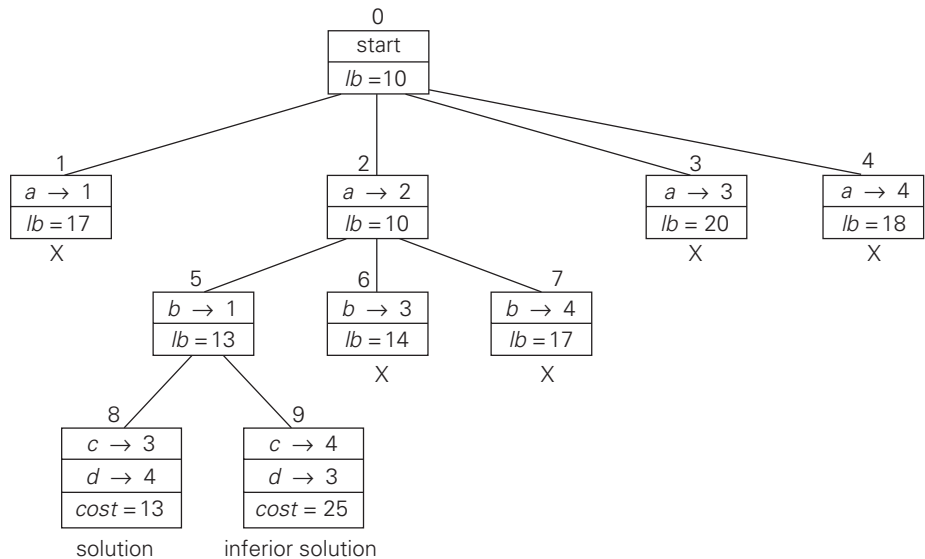 0
start
lb = 10
1
2
3
4
a → 1
a → 2
a → 3
a → 4
lb = 17
lb = 10
lb = 20
lb = 18
X
X
X
5
6
7
b → 1
b → 3
b → 4
lb = 13
lb = 14
lb = 17
X
X
8
9
c → 3
c → 4
d → 4
d → 3
cost = 13
cost = 25
solution
inferior solution